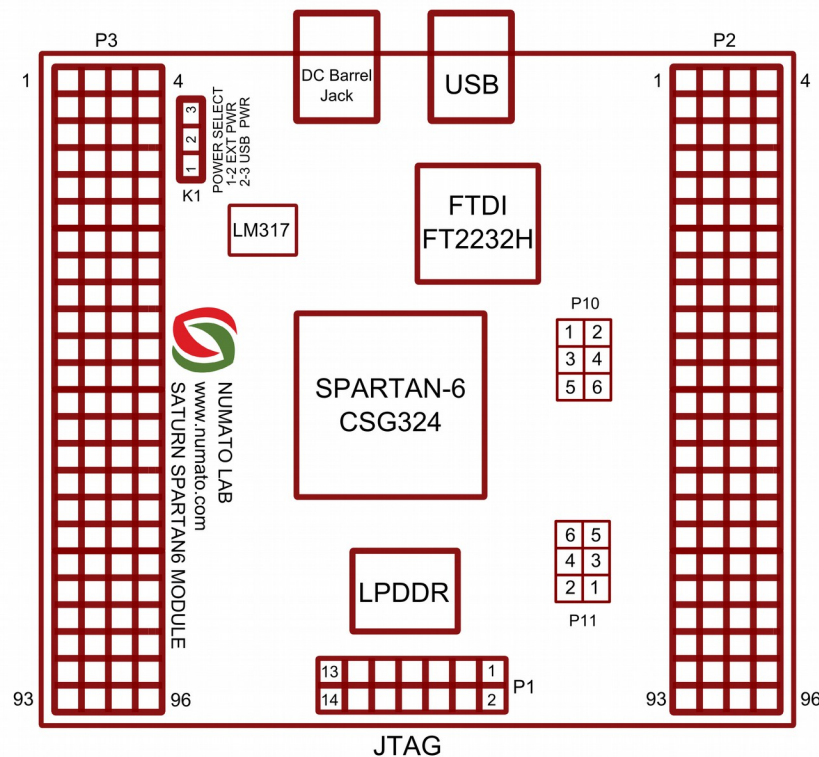 P3
P2
1
4
1
4
DC Barrel
Jack
USB
3
2
1
POWER SELECT
1-2 EXT PWR
2-3 USB PWR
K1
LM317
FTDI
FT2232H
P10
1 2
3 4
5 6
SPARTAN-6
CSG324
NUMATO LAB
www.numato.com
SATURN SPARTAN6 MODULE
6 5
4 3
2 1
P11
LPDDR
13 1
14 2
P1
93
96
93
96
JTAG